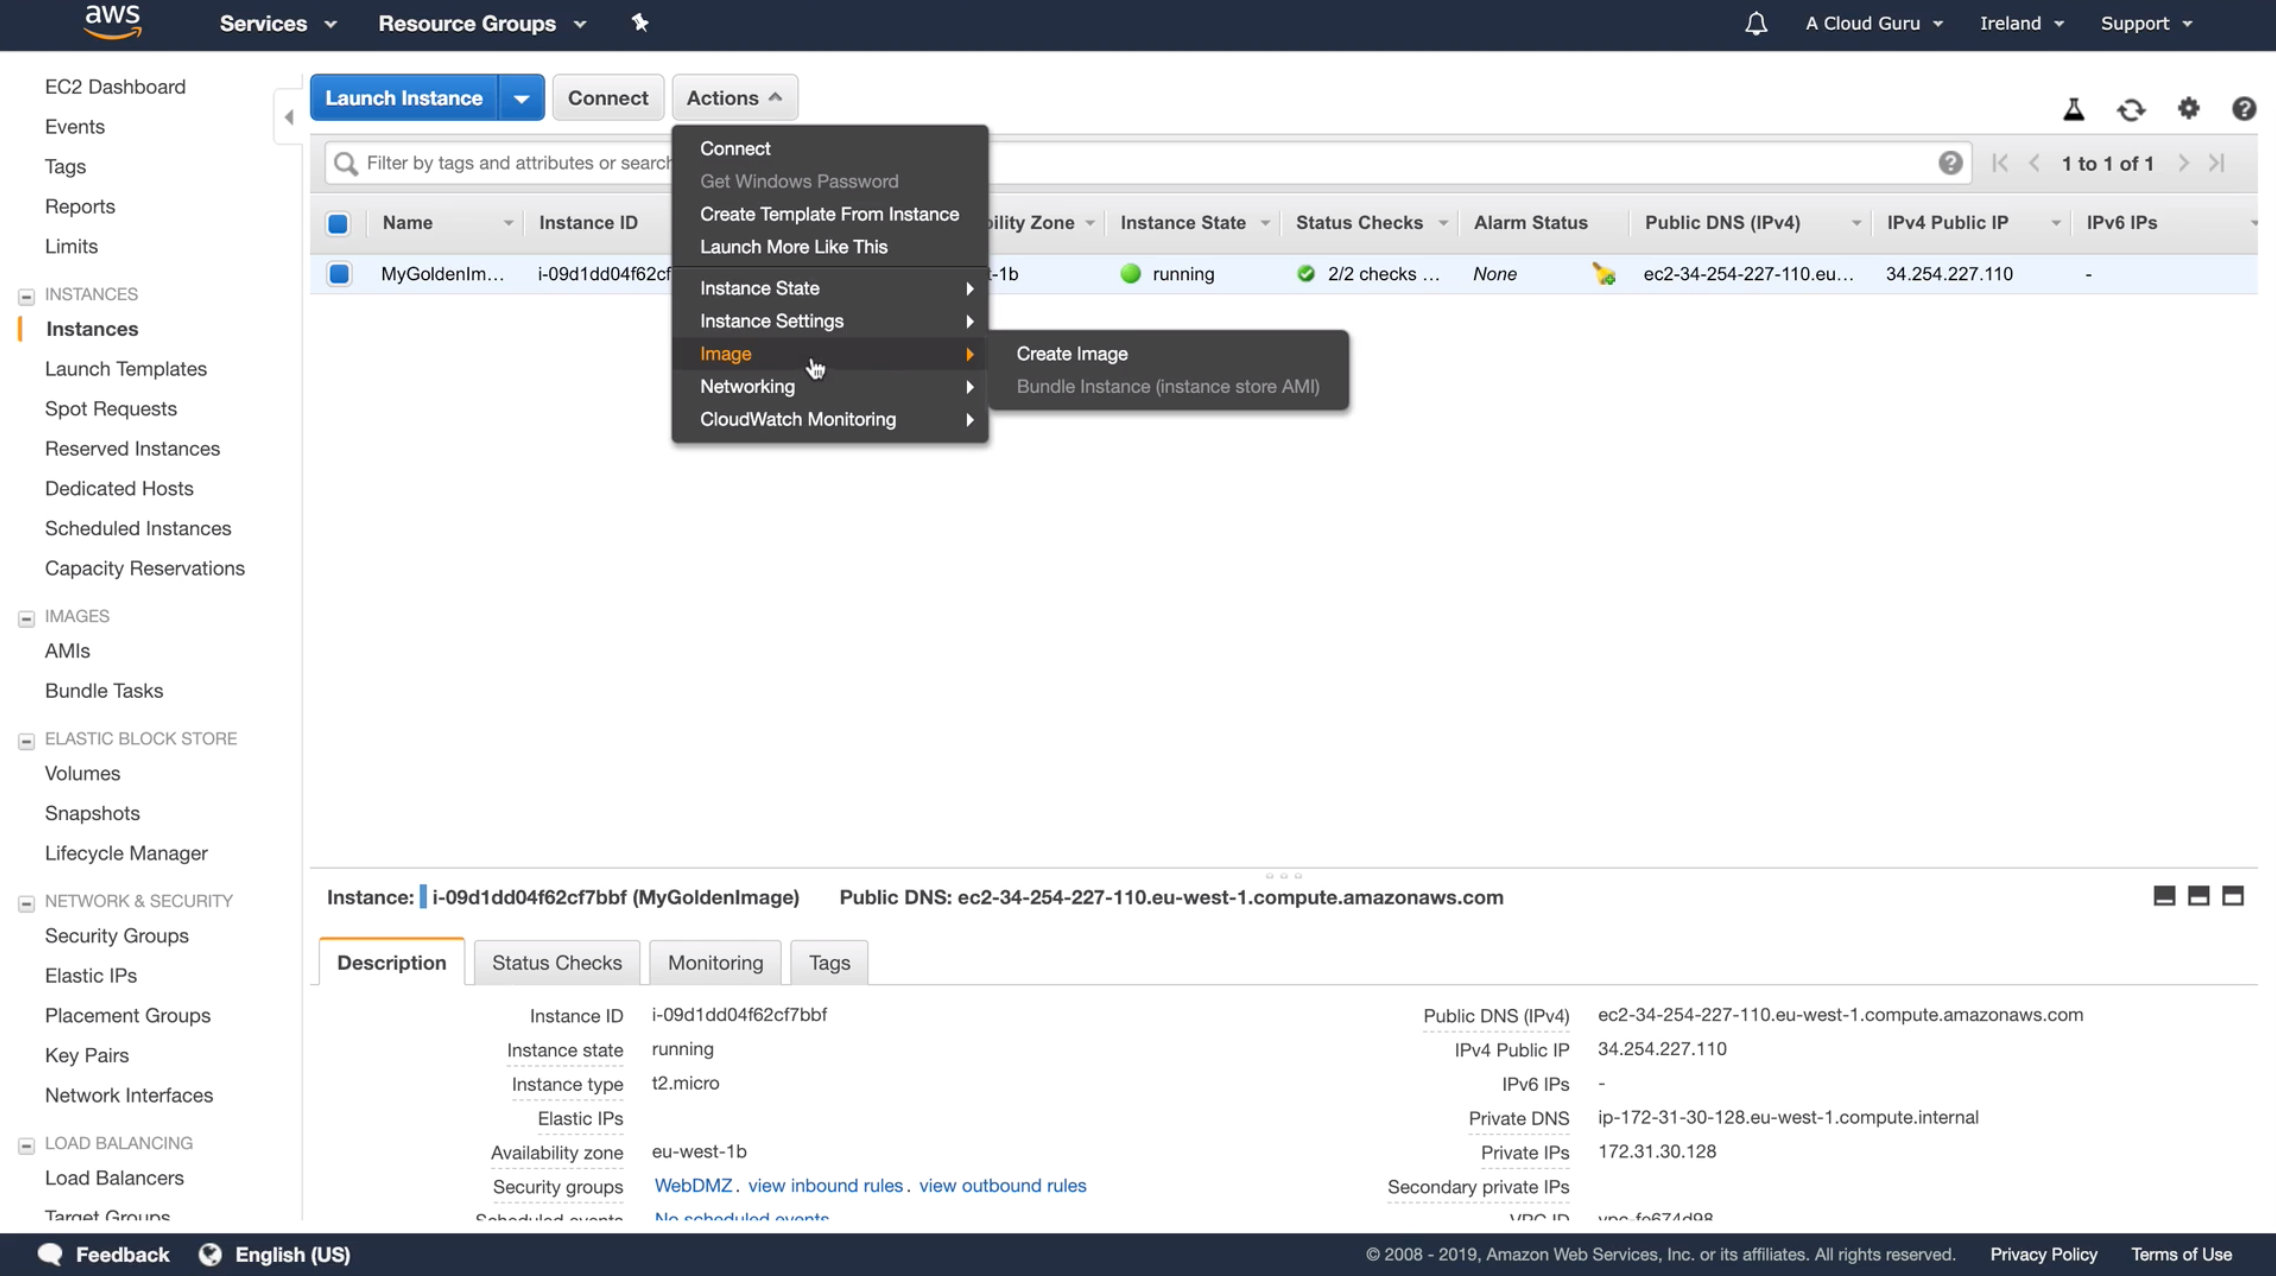 aws Services Resource Groups A Cloud Guru Ireland Support
EC2 Dashboard
Events
Tags
Reports
Limits
INSTANCES
Instances
Launch Templates
Spot Requests
Reserved Instances
Dedicated Hosts
Scheduled Instances
Capacity Reservations
IMAGES
AMIs
Bundle Tasks
ELASTIC BLOCK STORE
Volumes
Snapshots
Lifecycle Manager
NETWORK & SECURITY
Security Groups
Elastic IPs
Placement Groups
Key Pairs
Network Interfaces
LOAD BALANCING
Load Balancers
Target Groups
Launch Instance Connect Actions
Filter by tags and attributes or search
1 to 1 of 1
Name Instance ID bility Zone Instance State Status Checks Alarm Status Public DNS (IPv4) IPv4 Public IP IPv6 IPs
MyGoldenIm... i-09d1dd04f62cf t-1b running 2/2 checks ... None ec2-34-254-227-110.eu... 34.254.227.110 -
Connect
Get Windows Password
Create Template From Instance
Launch More Like This
Instance State
Instance Settings
Image
Networking
CloudWatch Monitoring
Create Image
Bundle Instance (instance store AMI)
Instance: i-09d1dd04f62cf7bbf (MyGoldenImage) Public DNS: ec2-34-254-227-110.eu-west-1.compute.amazonaws.com
Description Status Checks Monitoring Tags
Instance ID i-09d1dd04f62cf7bbf
Instance state running
Instance type t2.micro
Elastic IPs
Availability zone eu-west-1b
Security groups WebDMZ. view inbound rules. view outbound rules
Scheduled events No scheduled events
Public DNS (IPv4) ec2-34-254-227-110.eu-west-1.compute.amazonaws.com
IPv4 Public IP 34.254.227.110
IPv6 IPs -
Private DNS ip-172-31-30-128.eu-west-1.compute.internal
Private IPs 172.31.30.128
Secondary private IPs
VPC ID vpc-fe674d98
Feedback English (US) © 2008 - 2019, Amazon Web Services, Inc. or its affiliates. All rights reserved. Privacy Policy Terms of Use